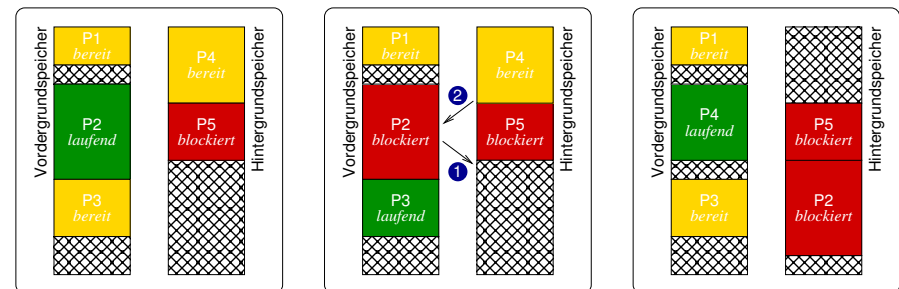 Vordergrundspeicher
P1
bereit
P2
laufend
P3
bereit
P4
bereit
P5
blockiert
Hintergrundspeicher
Vordergrundspeicher
P1
bereit
P2
blockiert
P3
laufend
2
1
P4
bereit
P5
blockiert
Hintergrundspeicher
Vordergrundspeicher
P1
bereit
P4
laufend
P3
bereit
P5
blockiert
P2
blockiert
Hintergrundspeicher